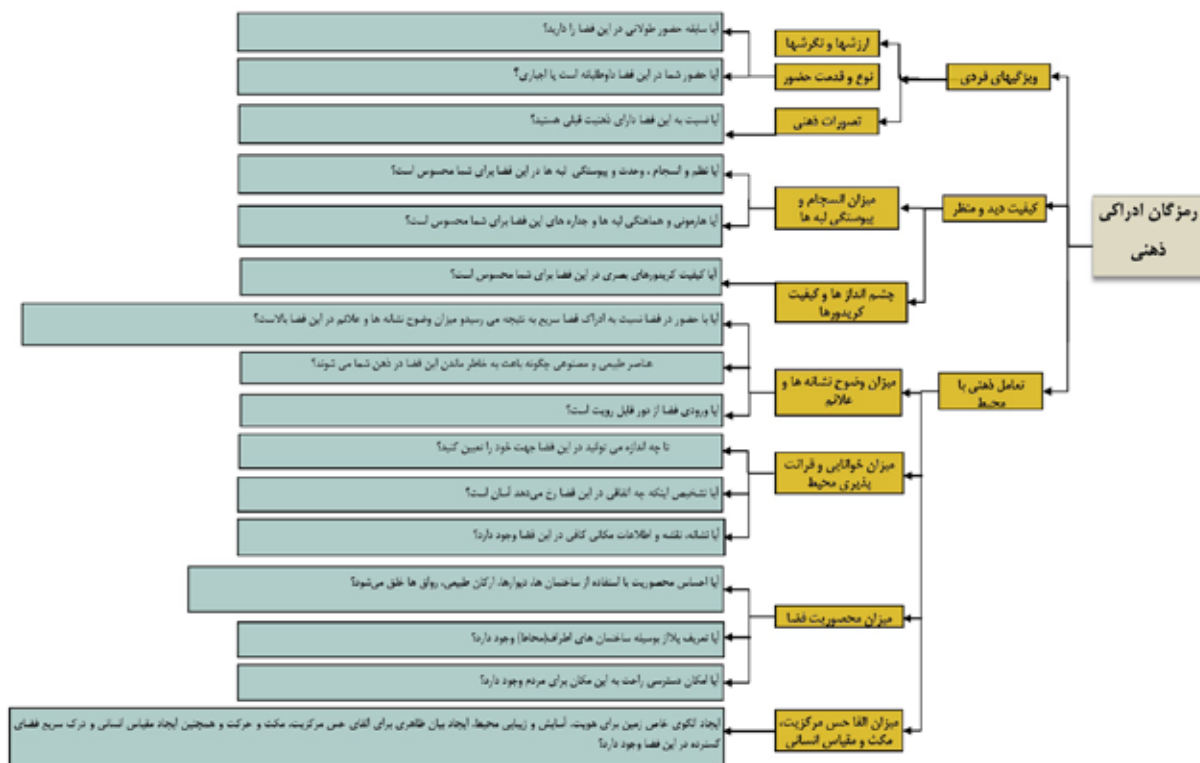 رمزگان ادراکی
ذهنی
ویژگیهای فردی
ارزشها و نگرشها
نوع و قدمت حضور
آیا سابقه حضور طولانی در این فضا را دارید؟
آیا حضور شما در این فضا داوطلبانه است یا اجباری؟
تصورات ذهنی
آیا نسبت به این فضا دارای ذهنیت قبلی هستید؟
کیفیت دید و منظر
میزان انسجام و
پیوستگی لبه ها
آیا نظم و انسجام ، وحدت و پیوستگی لبه ها در این فضا برای شما محسوس است؟
آیا هارمونی و هماهنگی لبه ها و جداره های این فضا برای شما محسوس است؟
چشم انداز ها و کیفیت
کریدورها
آیا کیفیت کریدورهای بصری در این فضا برای شما محسوس است؟
تعامل ذهنی با
محیط
میزان وضوح نشانه ها و
علائم
آیا با حضور در فضا نسبت به ادراک فضا سریع به نتیجه می رسیدو میزان وضوح نشانه ها و علائم در این فضا بالاست؟
عناصر طبیعی و مصنوعی چگونه باعث به خاطر ماندن این فضا در ذهن شما می شوند؟
آیا ورودی فضا از دور قابل رویت است؟
میزان خوانایی و قرائت
پذیری محیط
تا چه اندازه می توانید در این فضا جهت خود را تعیین کنید؟
آیا تشخیص اینکه چه اتفاقی در این فضا رخ می‌دهد آسان است؟
آیا نشانه، نقشه و اطلاعات مکانی کافی در این فضا وجود دارد؟
میزان محصوریت فضا
آیا احساس محصوریت با استفاده از ساختمان ها، دیوارها، ارکان طبیعی، رواق ها خلق می‌شود؟
آیا تعریف پلازا بوسیله ساختمان های اطراف(محاط) وجود دارد؟
آیا امکان دسترسی راحت به این مکان برای مردم وجود دارد؟
میزان القا حس مرکزیت،
مکث و مقیاس انسانی
ایجاد الگوی خاص زمین برای هویت، آسایش و زیبایی محیط، ایجاد بیان ظاهری برای القای حس مرکزیت، مکث و حرکت و همچنین ایجاد مقیاس انسانی و درک سریع فضای
گسترده در این فضا وجود دارد؟